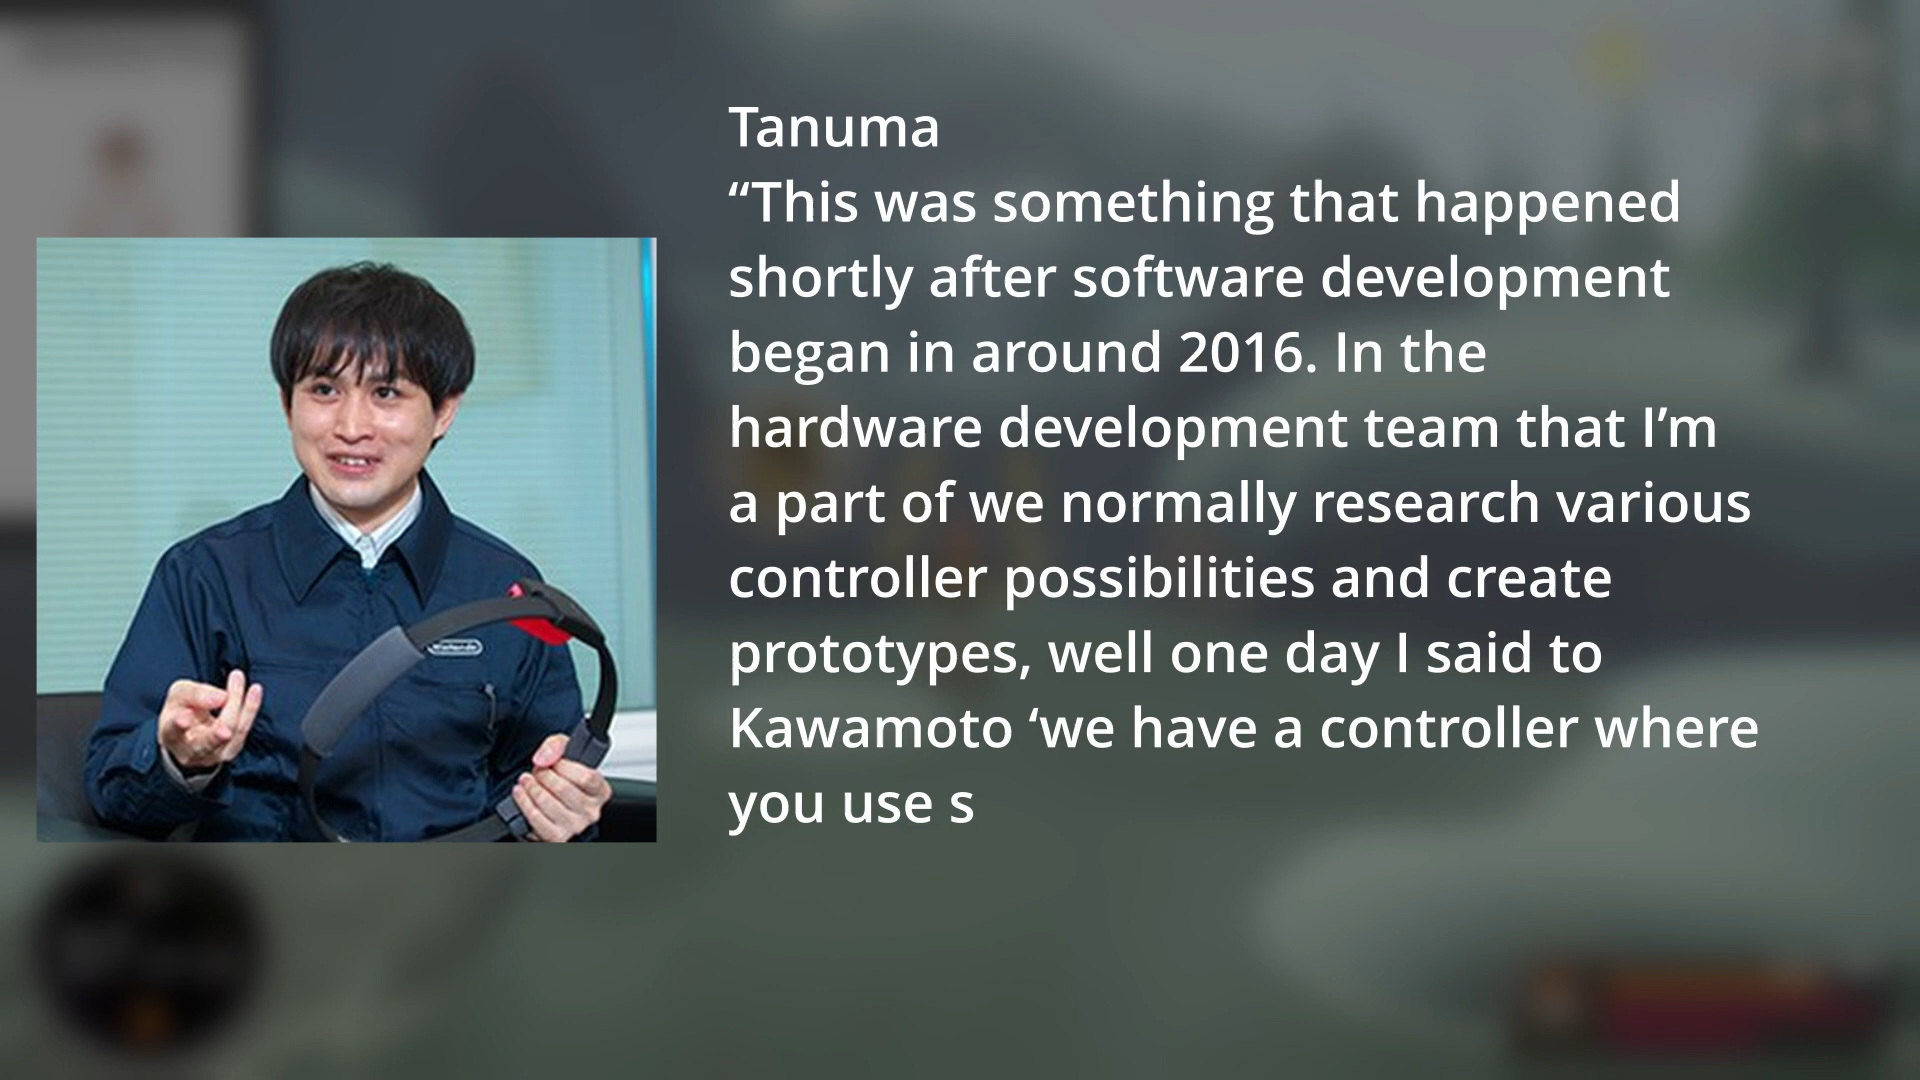 Tanuma
“This was something that happened
shortly after software development
began in around 2016. In the
hardware development team that I’m
a part of we normally research various
controller possibilities and create
prototypes, well one day I said to
Kawamoto ‘we have a controller where
you use s
Nintendo